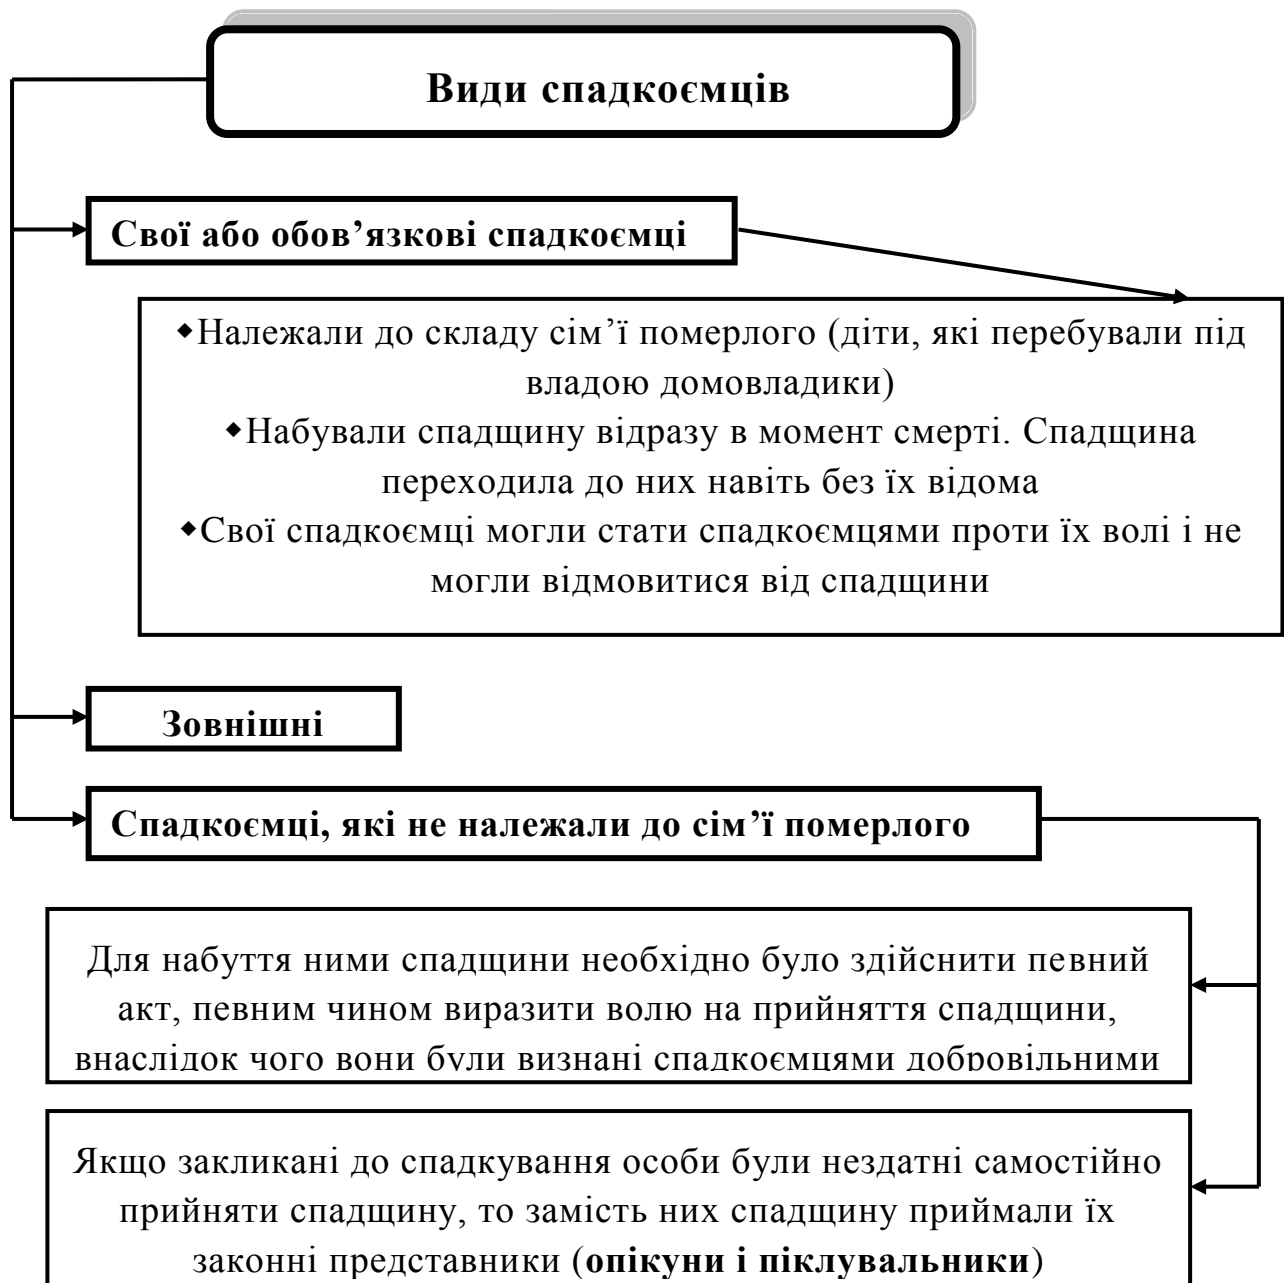 Види спадкоємців
Свої або обов’язкові спадкоємці
◆Належали до складу сім’ї померлого (діти, які перебували під
владою домовладики)
◆Набували спадщину відразу в момент смерті. Спадщина
переходила до них навіть без їх відома
◆Свої спадкоємці могли стати спадкоємцями проти їх волі і не
могли відмовитися від спадщини
Зовнішні
Спадкоємці, які не належали до сім’ї померлого
Для набуття ними спадщини необхідно було здійснити певний
акт, певним чином виразити волю на прийняття спадщини,
внаслідок чого вони були визнані спадкоємцями добровільними
Якщо закликані до спадкування особи були нездатні самостійно
прийняти спадщину, то замість них спадщину приймали їх
законні представники (опікуни і піклувальники)